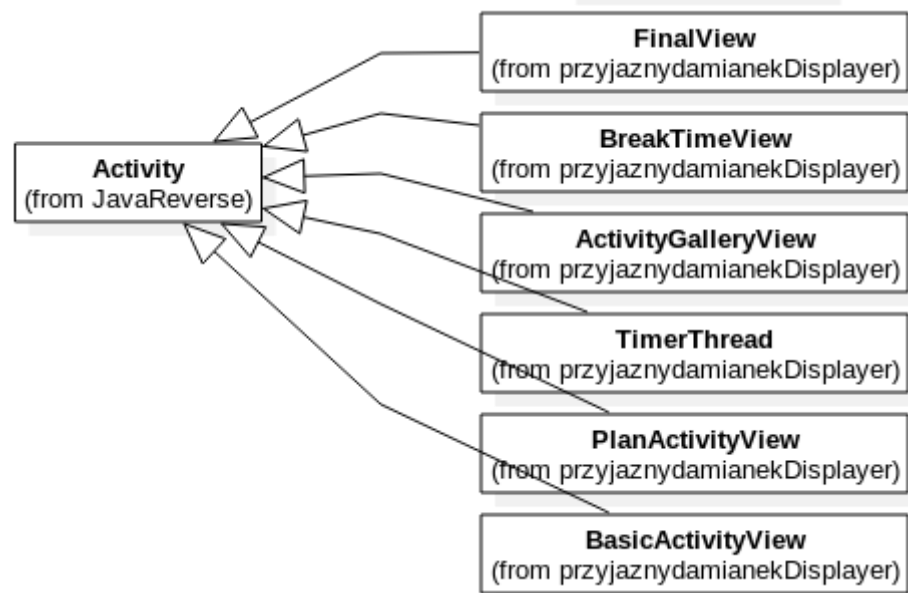 FinalView
(from przyjaznydamianekDisplayer)
BreakTimeView
(from przyjaznydamianekDisplayer)
Activity
(from JavaReverse)
ActivityGalleryView
(from przyjaznydamianekDisplayer)
TimerThread
(from przyjaznydamianekDisplayer)
PlanActivityView
(from przyjaznydamianekDisplayer)
BasicActivityView
(from przyjaznydamianekDisplayer)